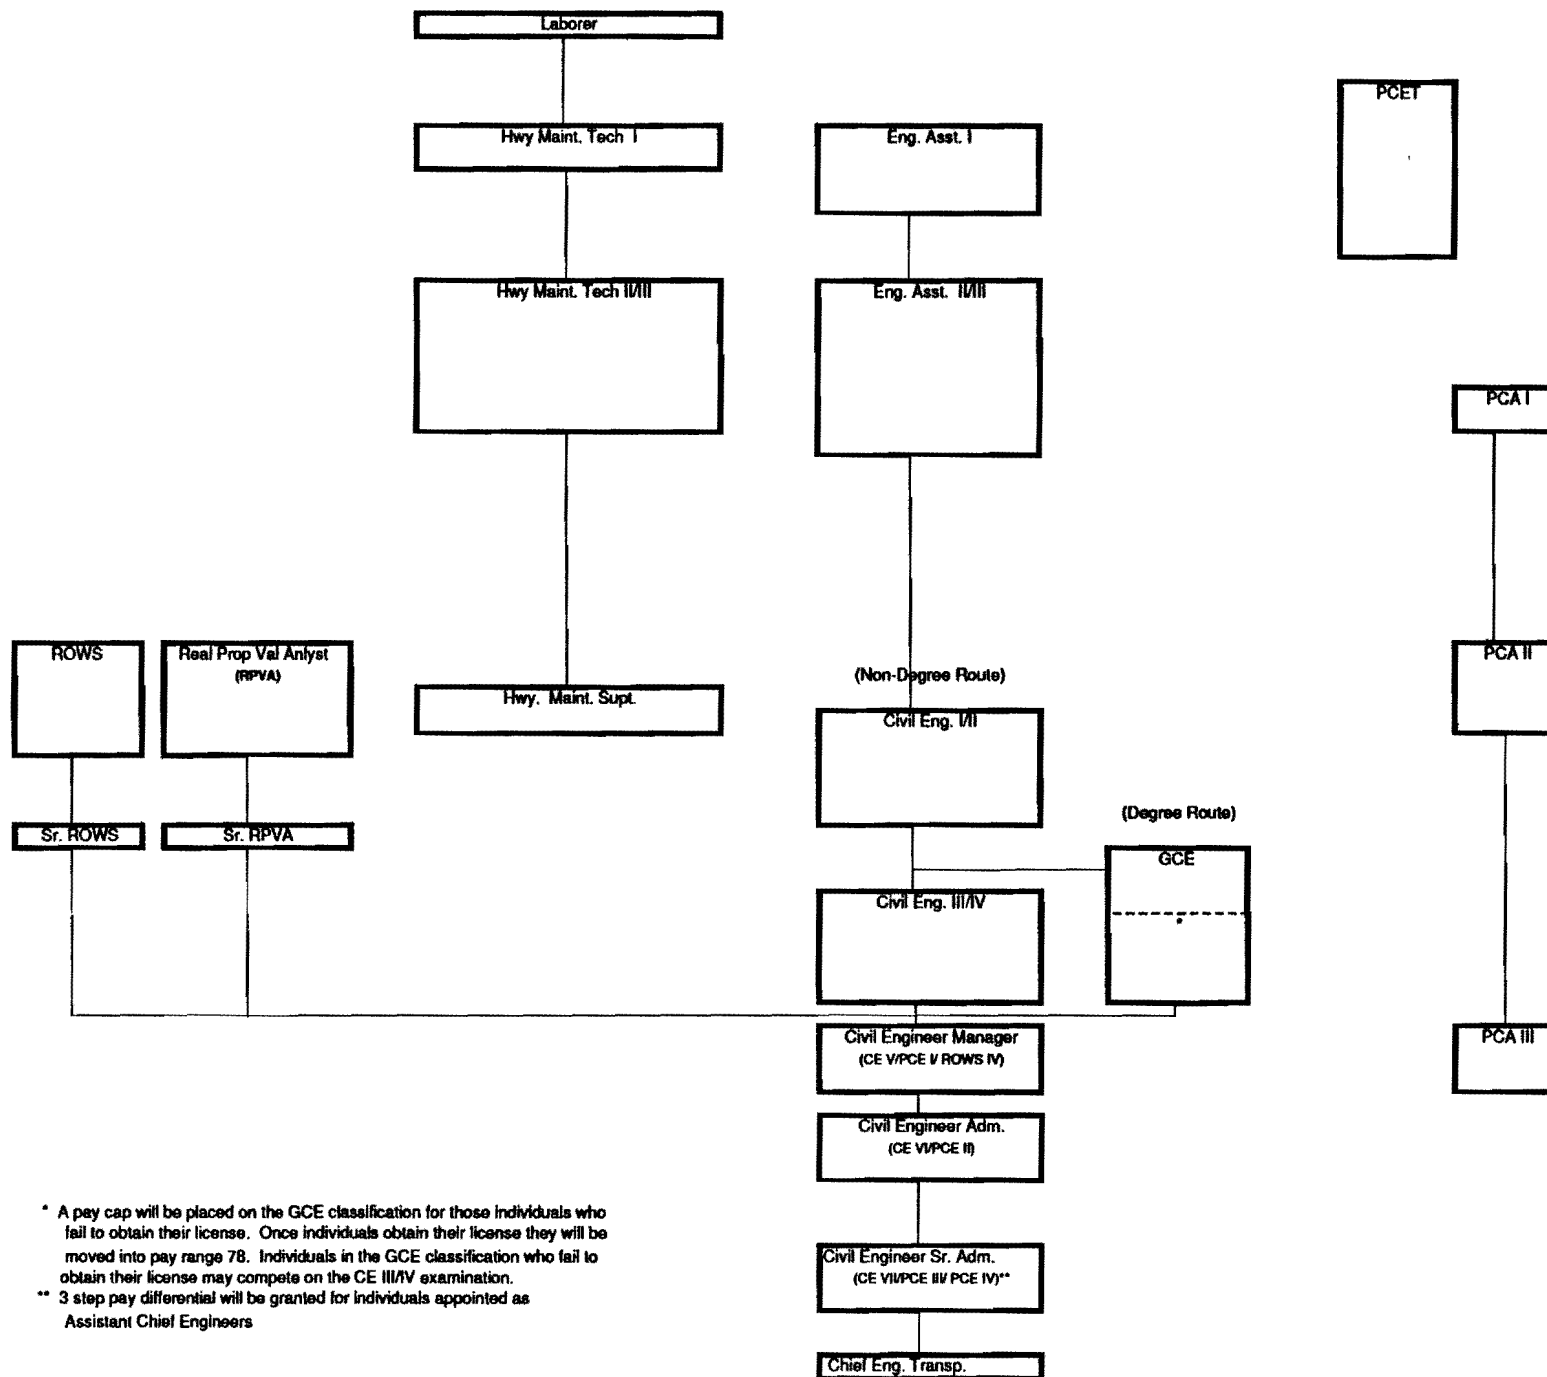 Laborer
PCET
Hwy Maint. Tech I
Eng. Asst. I
Hwy Maint. Tech II/III
Eng. Asst. II/III
PCA I
ROWS
Real Prop Val Anlyst
(RPVA)
PCA II
(Non-Degree Route)
Hwy. Maint. Supt.
Civil Eng. I/II
(Degree Route)
Sr. ROWS
Sr. RPVA
GCE
*
Civil Eng. III/IV
Civil Engineer Manager
(CE V/PCE I/ ROWS IV)
PCA III
Civil Engineer Adm.
(CE VI/PCE II)
* A pay cap will be placed on the GCE classification for those individuals who
fail to obtain their license. Once individuals obtain their license they will be
moved into pay range 78. Individuals in the GCE classification who fail to
obtain their license may compete on the CE III/IV examination.
** 3 step pay differential will be granted for individuals appointed as
Assistant Chief Engineers
Civil Engineer Sr. Adm.
(CE VII/PCE III/ PCE IV)**
Chief Eng. Transp.